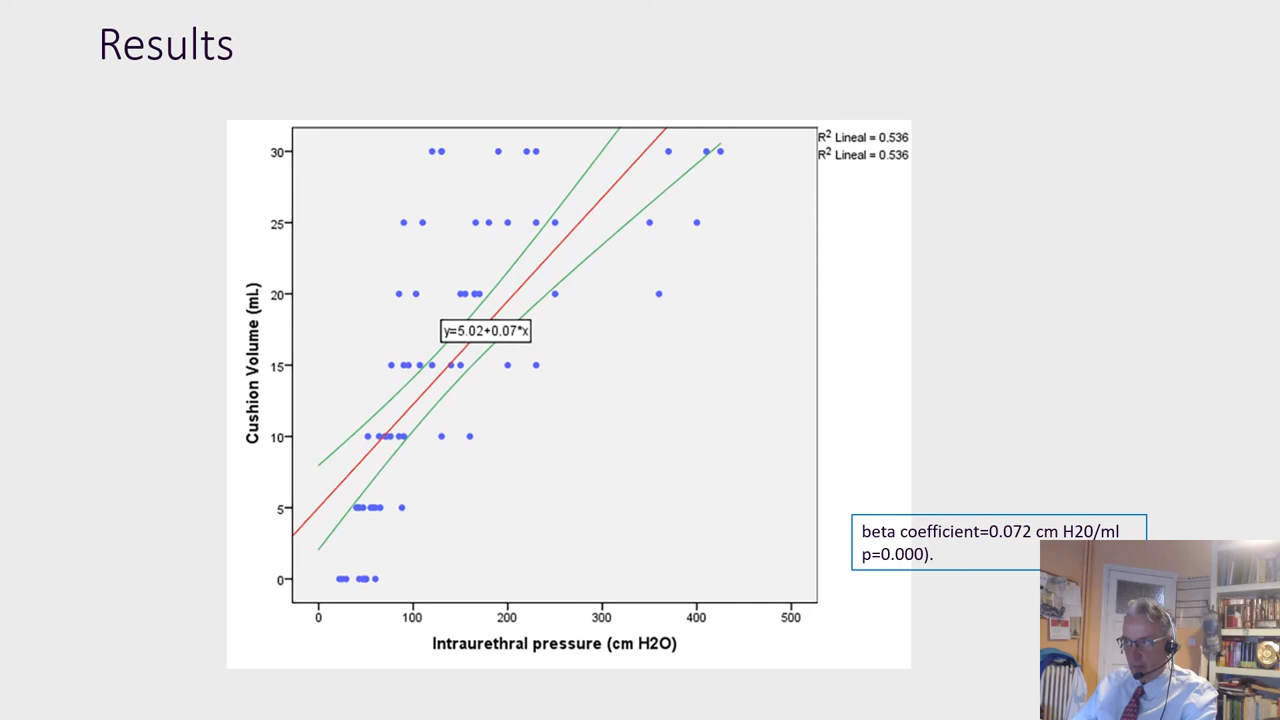 Results
R² Lineal = 0.536
R² Lineal = 0.536
30
25
20
15
10
5
0
Cushion Volume (mL)
y=5.02+0.07*x
0 100 200 300 400 500
Intraurethral pressure (cm H2O)
beta coefficient=0.072 cm H20/ml
p=0.000).